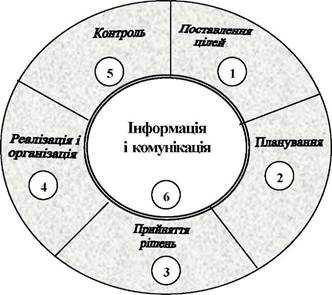 Поставлення
цілей
1
Планування
2
Прийняття
рішень
3
Реалізація і
організація
4
Контроль
5
Інформація
і комунікація
6